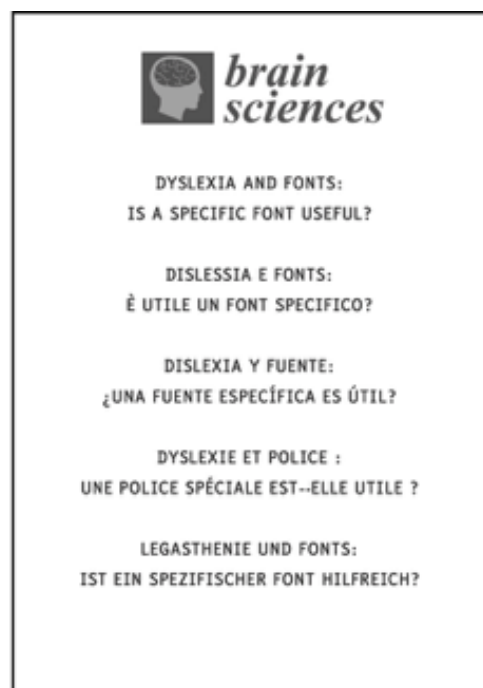 brain
sciences
DYSLEXIA AND FONTS:
IS A SPECIFIC FONT USEFUL?
DISLESSIA E FONTS:
È UTILE UN FONT SPECIFICO?
DISLEXIA Y FUENTE:
¿UNA FUENTE ESPECÍFICA ES ÚTIL?
DYSLEXIE ET POLICE :
UNE POLICE SPÉCIALE EST--ELLE UTILE ?
LEGASTHENIE UND FONTS:
IST EIN SPEZIFISCHER FONT HILFREICH?